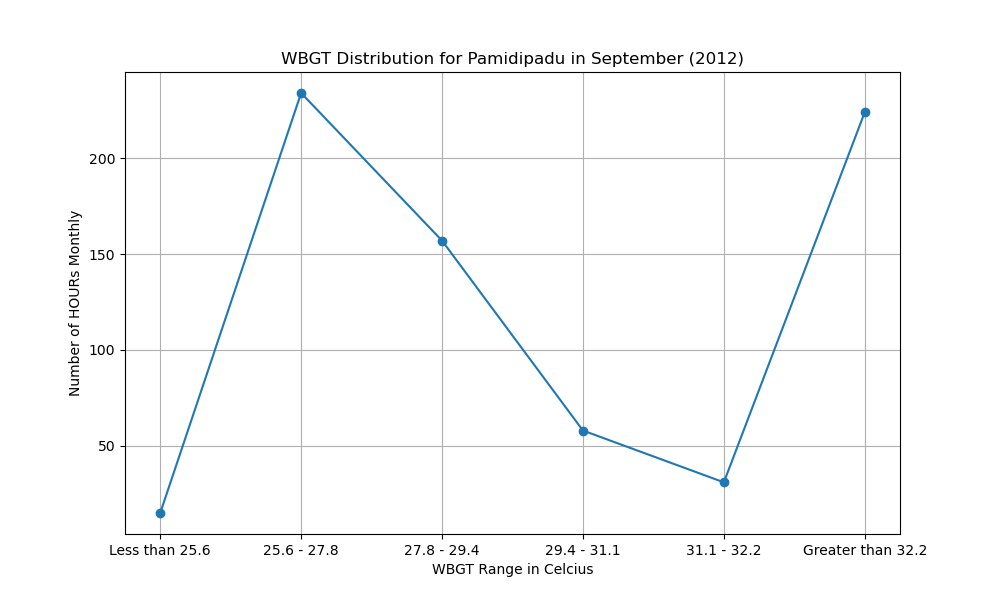 WBGT Distribution for Pamidipadu in September (2012)
Number of HOURs Monthly
200
150
100
50
Less than 25.6
25.6 - 27.8
27.8 - 29.4
29.4 - 31.1
31.1 - 32.2
Greater than 32.2
WBGT Range in Celcius